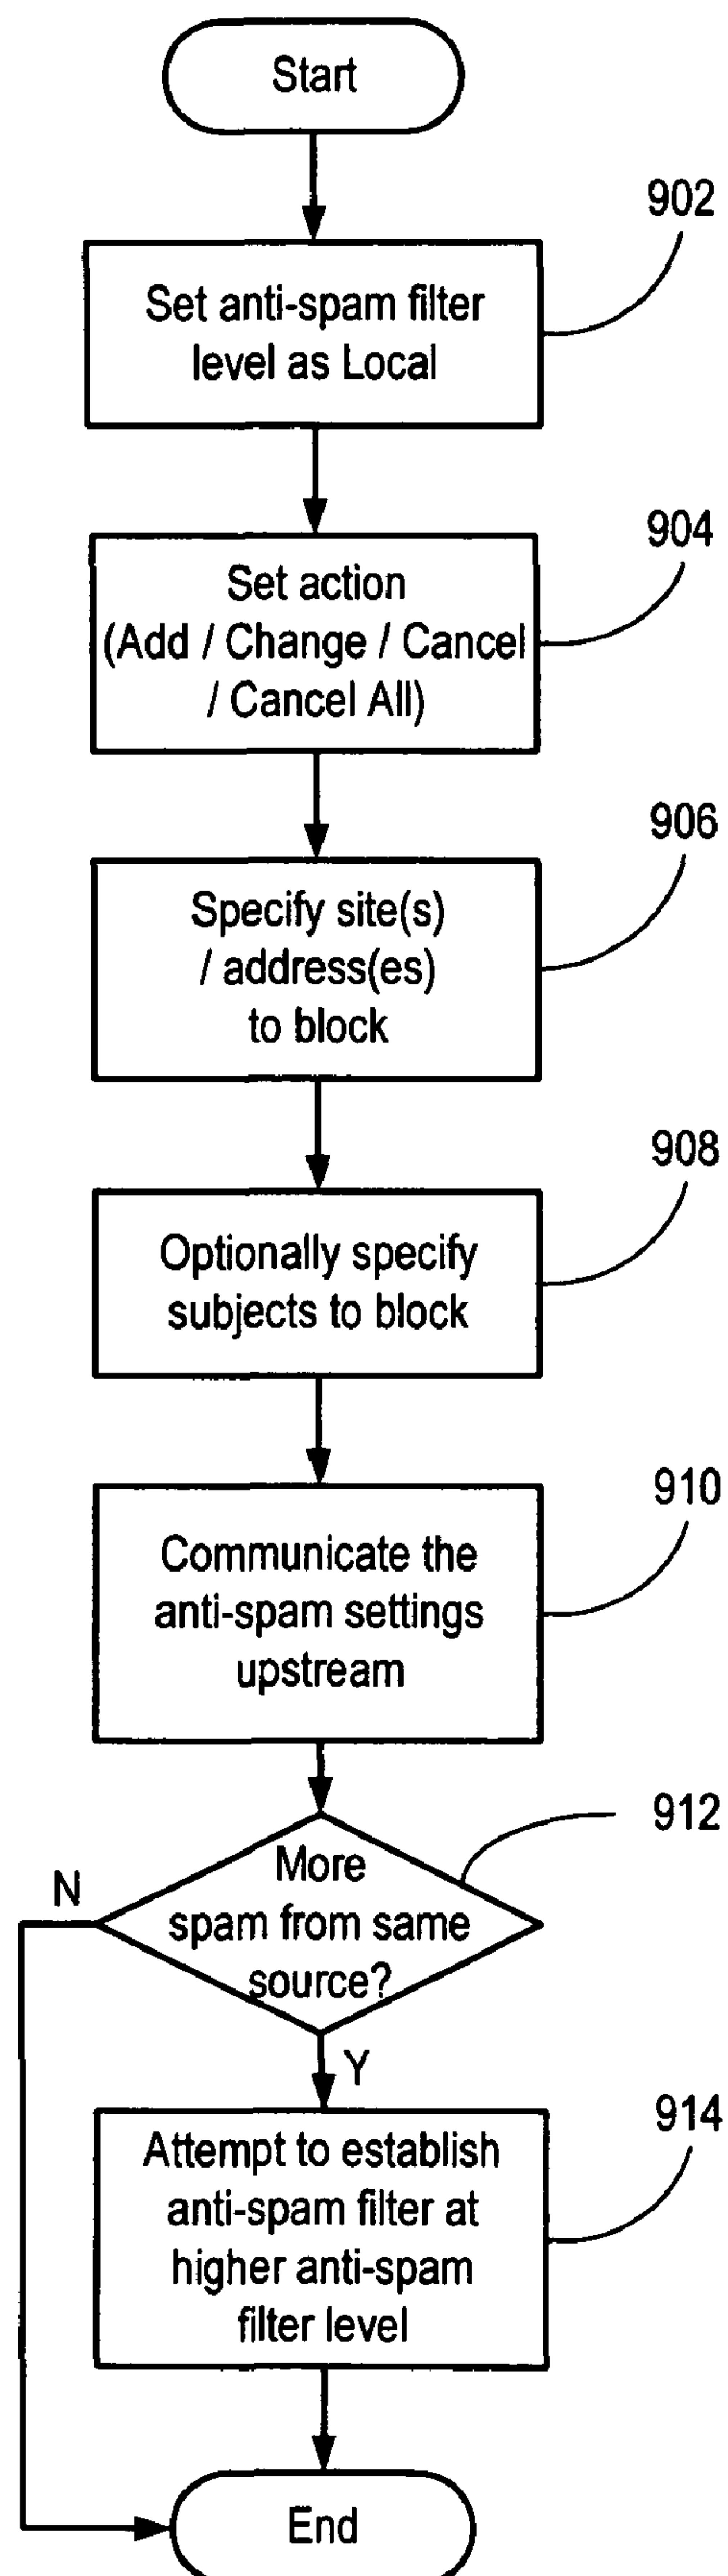 Start
902
Set anti-spam filter
level as Local
904
Set action
(Add / Change / Cancel
/ Cancel All)
906
Specify site(s)
/ address(es)
to block
908
Optionally specify
subjects to block
910
Communicate the
anti-spam settings
upstream
912
More
spam from same
source?
N
Y
914
Attempt to establish
anti-spam filter at
higher anti-spam
filter level
End